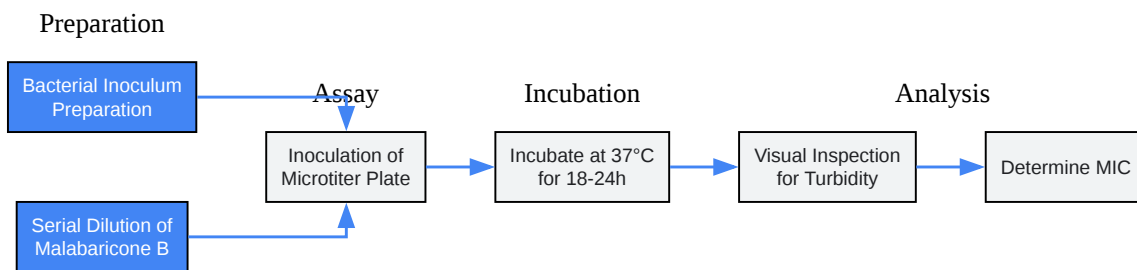 Preparation
Bacterial Inoculum
Preparation
Serial Dilution of
Malabaricone B
Assay
Inoculation of
Microtiter Plate
Incubation
Incubate at 37°C
for 18-24h
Analysis
Visual Inspection
for Turbidity
Determine MIC